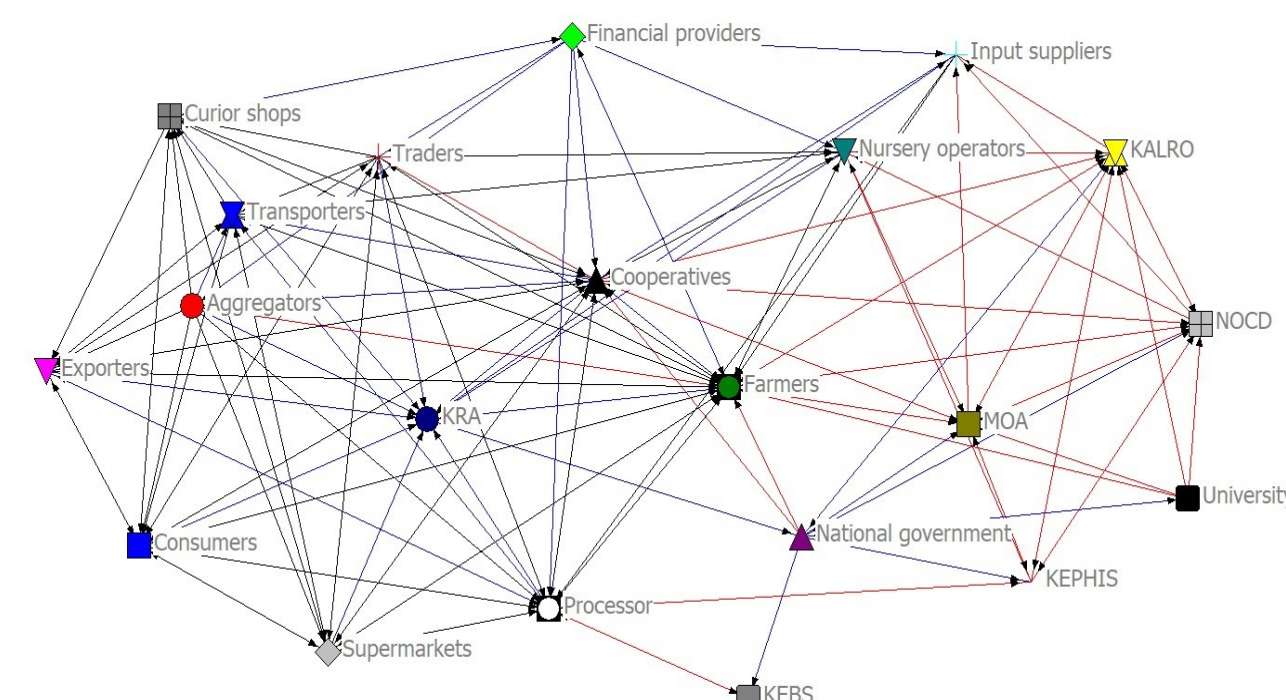 Financial providers
Input suppliers
Curior shops
Traders
Nursery operators
KALRO
Transporters
Cooperatives
Aggregators
NOCD
Exporters
Farmers
KRA
MOA
University
National government
Consumers
KEPHIS
Processor
Supermarkets
KEBS